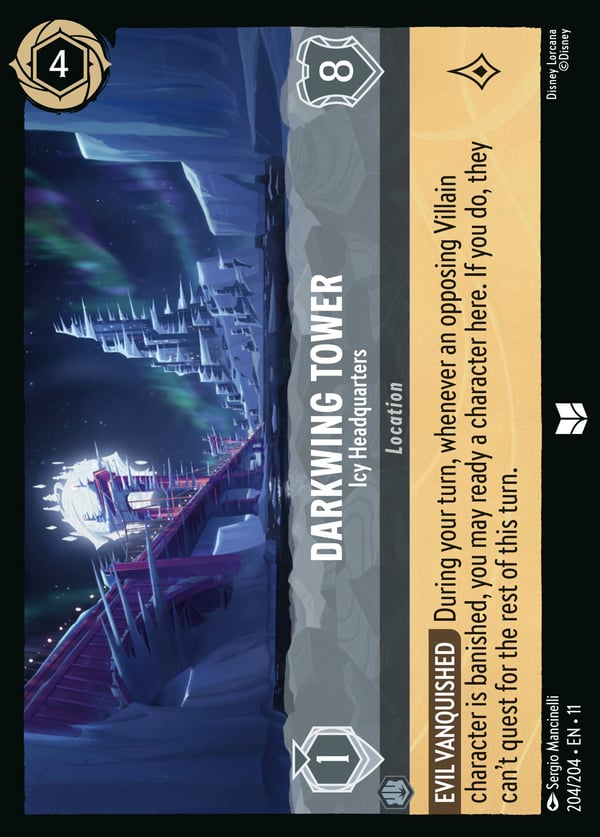 4
DARKWING TOWER
Icy Headquarters
1
8
Location
EVIL VANQUISHED During your turn, whenever an opposing Villain
character is banished, you may ready a character here. If you do, they
can't quest for the rest of this turn.
Sergio Mancinelli
204/204 • EN • 11
Disney Lorcana
©Disney